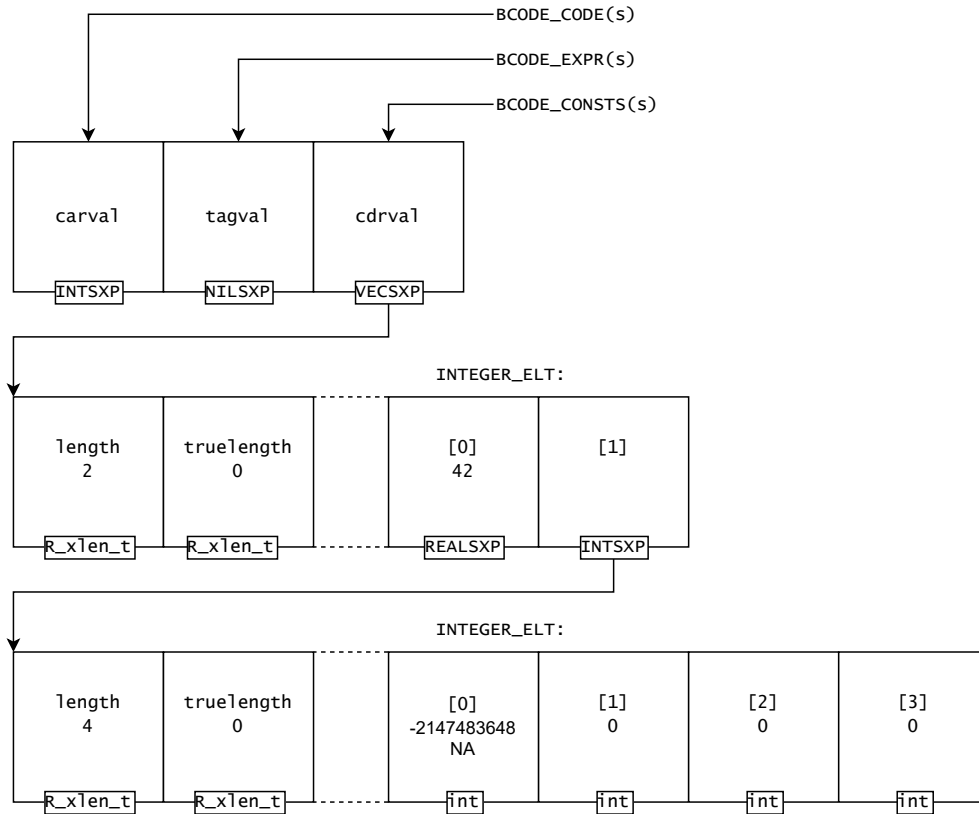 BCODE_CODE(s)
BCODE_EXPR(s)
BCODE_CONSTS(s)
carval
tagval
cdrval
INTSXP
NILSXP
VECSXP
INTEGER_ELT:
length
truelength
[0]
[1]
2
0
42
R_xlen_t
R_xlen_t
REALSXP
INTSXP
INTEGER_ELT:
length
truelength
[0]
[1]
[2]
[3]
4
0
-2147483648
0
0
0
NA
R_xlen_t
R_xlen_t
int
int
int
int